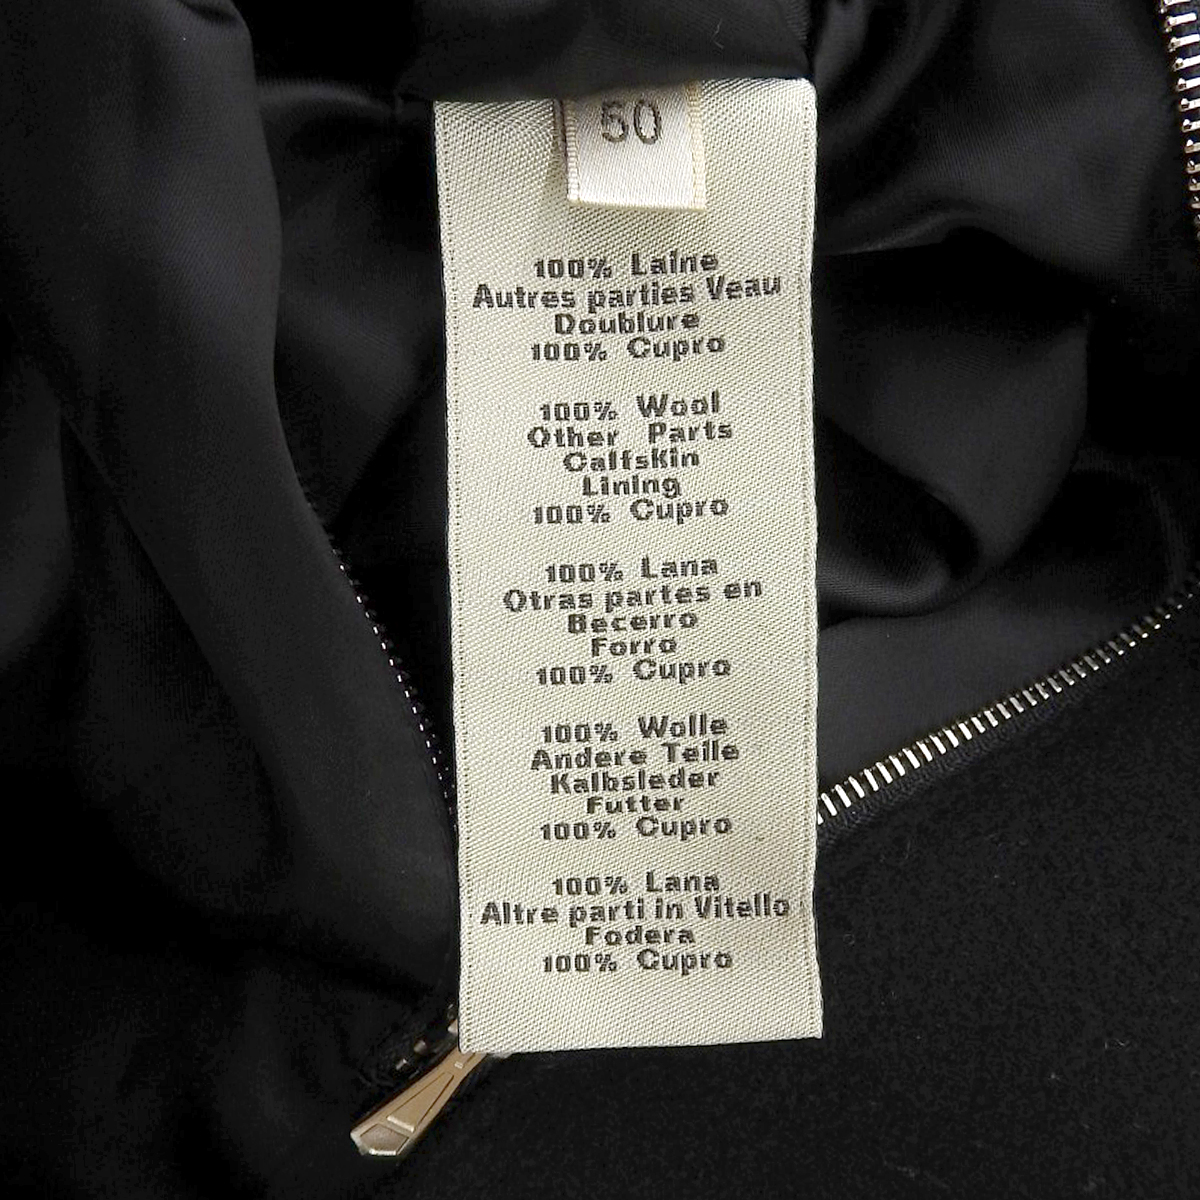 50
100% Laine
Autres parties Veau
Doublure
100% Cupro
100% Wool
Other Parts
Calfskin
Lining
100% Cupro
100% Lana
Otras partes en
Becerro
Forro
100% Cupro
100% Wolle
Andere Teile
Kalbsleder
Futter
100% Cupro
100% Lana
Altre parti in Vitello
Fodera
100% Cupro